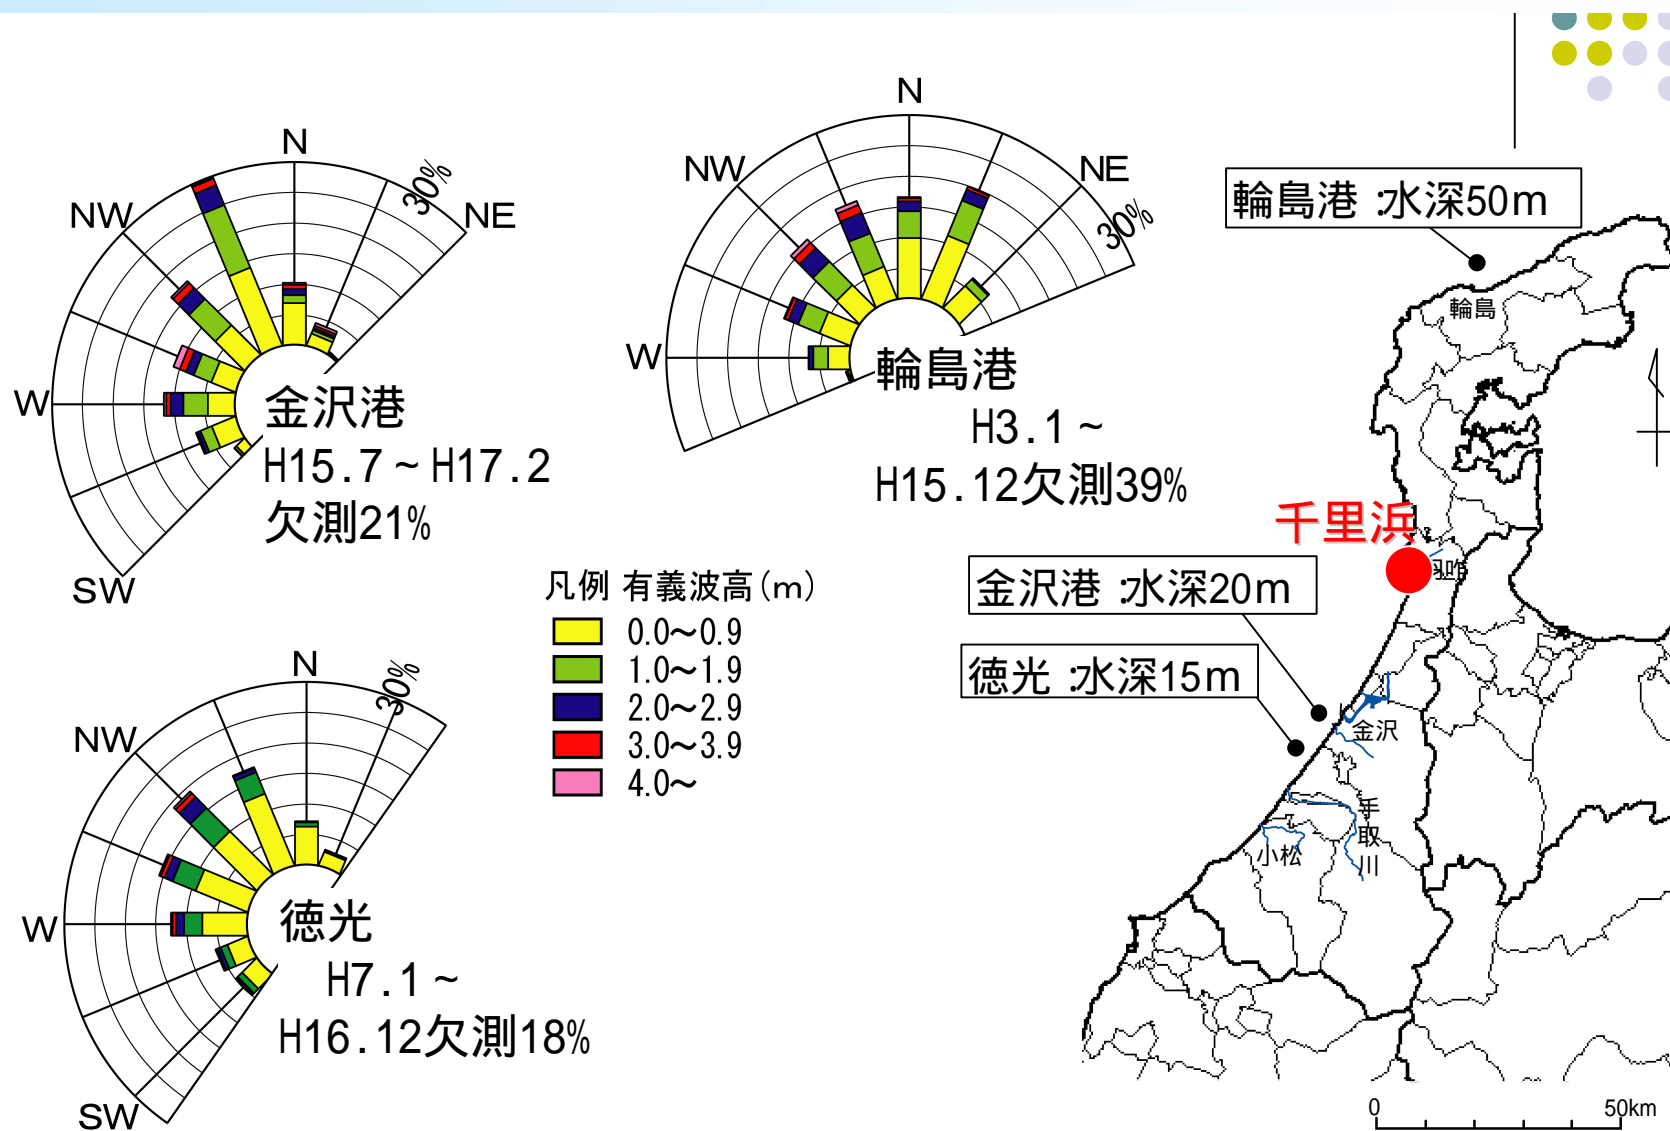 N
NW
NE
30%
W
SW
金沢港
H15.7～H17.2
欠測21%
N
NW
NE
30%
W
輪島港
H3.1～
H15.12欠測39%
N
NW
30%
W
SW
徳光
H7.1～
H16.12欠測18%
凡例 有義波高(m)
0.0～0.9
1.0～1.9
2.0～2.9
3.0～3.9
4.0～
輪島港:水深50m
輪島
千里浜
羽咋
金沢港:水深20m
徳光:水深15m
金沢
手取川
小松
0
50km